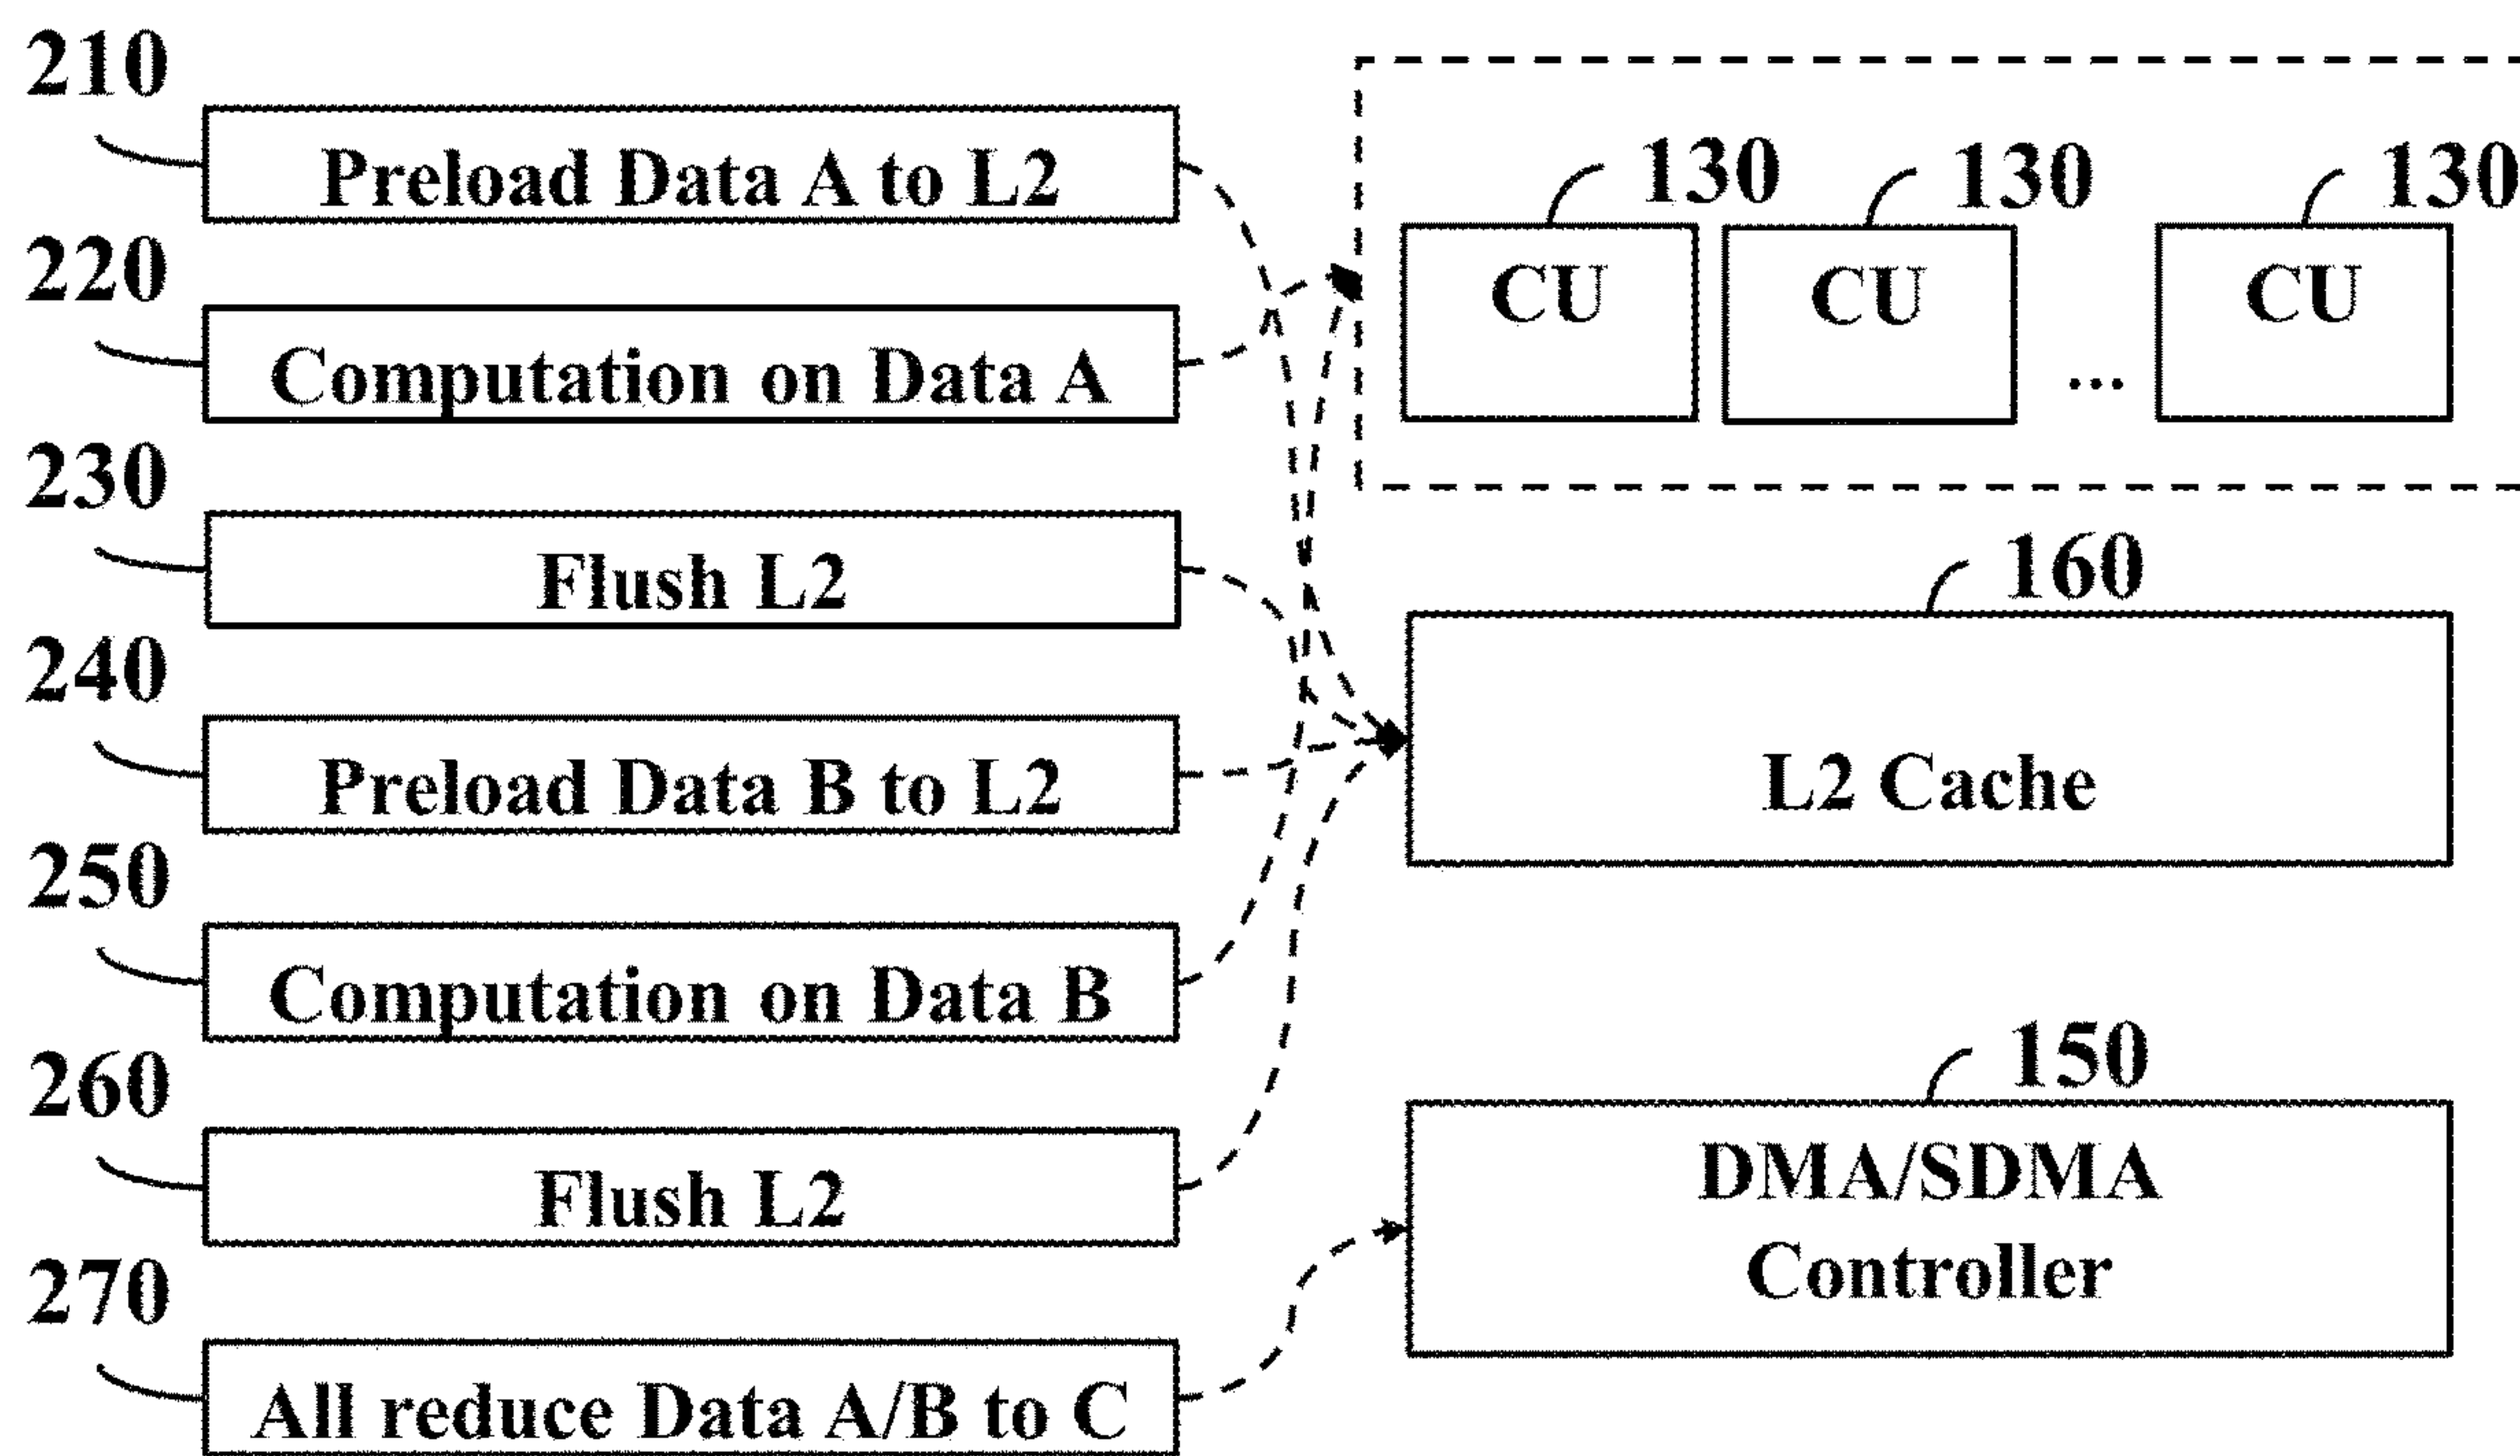 210
Preload Data A to L2
220
Computation on Data A
230
Flush L2
240
Preload Data B to L2
250
Computation on Data B
260
Flush L2
270
All reduce Data A/B to C
130 130 130
CU CU ... CU
160
L2 Cache
150
DMA/SDMA
Controller